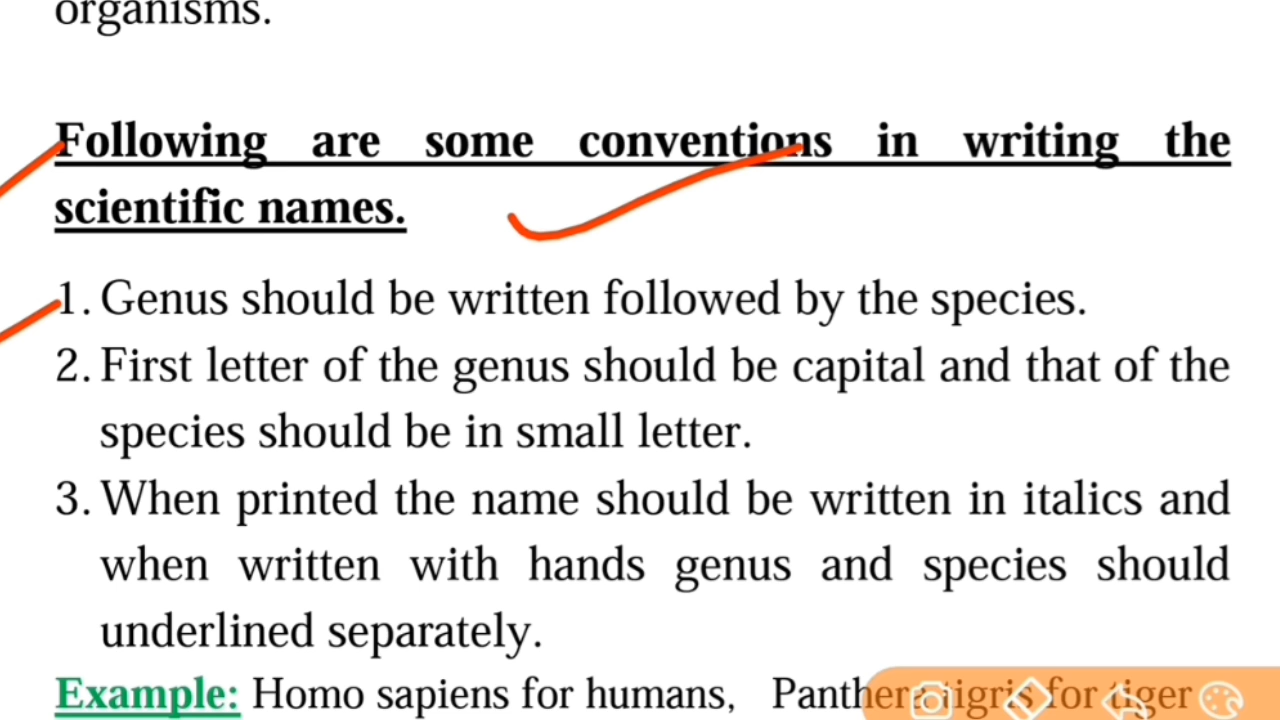 organisms.
Following are some conventions in writing the
scientific names.
1. Genus should be written followed by the species.
2. First letter of the genus should be capital and that of the
species should be in small letter.
3. When printed the name should be written in italics and
when written with hands genus and species should
underlined separately.
Example: Homo sapiens for humans, Panthera tigris for tiger